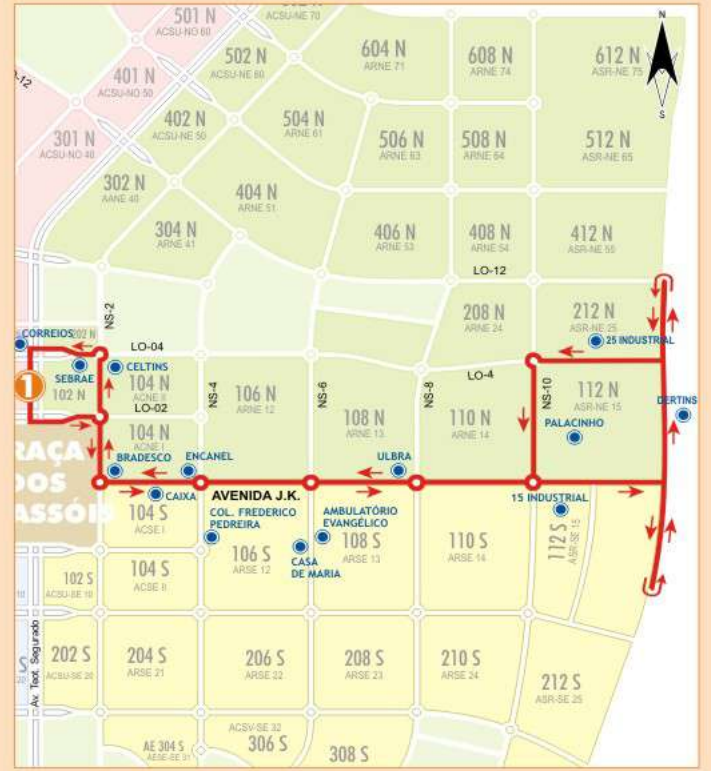 501 N
ACSU-NO 60
ACSU-NE 70
502 N
ACSU-NE 60
604 N
ARNE 71
608 N
ARNE 74
612 N
ASR-NE 75
N
S
LO-12
401 N
ACSU-NO 50
402 N
ACSU-NE 50
504 N
ARNE 61
506 N
ARNE 63
508 N
ARNE 64
512 N
ASR-NE 65
301 N
ACSU-NO 40
302 N
AANE 40
304 N
ARNE 41
404 N
ARNE 51
406 N
ARNE 53
408 N
ARNE 54
412 N
ASR-NE 55
LO-12
NS-2
208 N
ARNE 24
212 N
ASR-NE 25
25 INDUSTRIAL
CORREIOS
202 N
LO-04
SEBRAE
CELTINS
1
102 N
104 N
ACNE II
LO-02
NS-4
106 N
ARNE 12
NS-6
NS-8
LO-4
NS-10
112 N
ASR-NE 15
DERTINS
PALACINHO
104 N
ACNE I
108 N
ARNE 13
110 N
ARNE 14
RAÇA
DOS
ASSÓIS
BRADESCO
ENCANEL
ULBRA
CAIXA
AVENIDA J.K.
15 INDUSTRIAL
104 S
ACSE I
COL. FREDERICO
PEDREIRA
AMBULATÓRIO
EVANGÉLICO
106 S
ARSE 12
CASA
DE MARIA
108 S
ARSE 13
110 S
ARSE 14
112 S
ASR-SE 15
102 S
ACSU-SE 10
104 S
ACSE II
Av. Teot. Segurado
202 S
ACSU-SE 20
204 S
ARSE 21
206 S
ARSE 22
208 S
ARSE 23
210 S
ARSE 24
212 S
ASR-SE 25
AE 304 S
AESE-SE 31
ACSV-SE 32
306 S
308 S